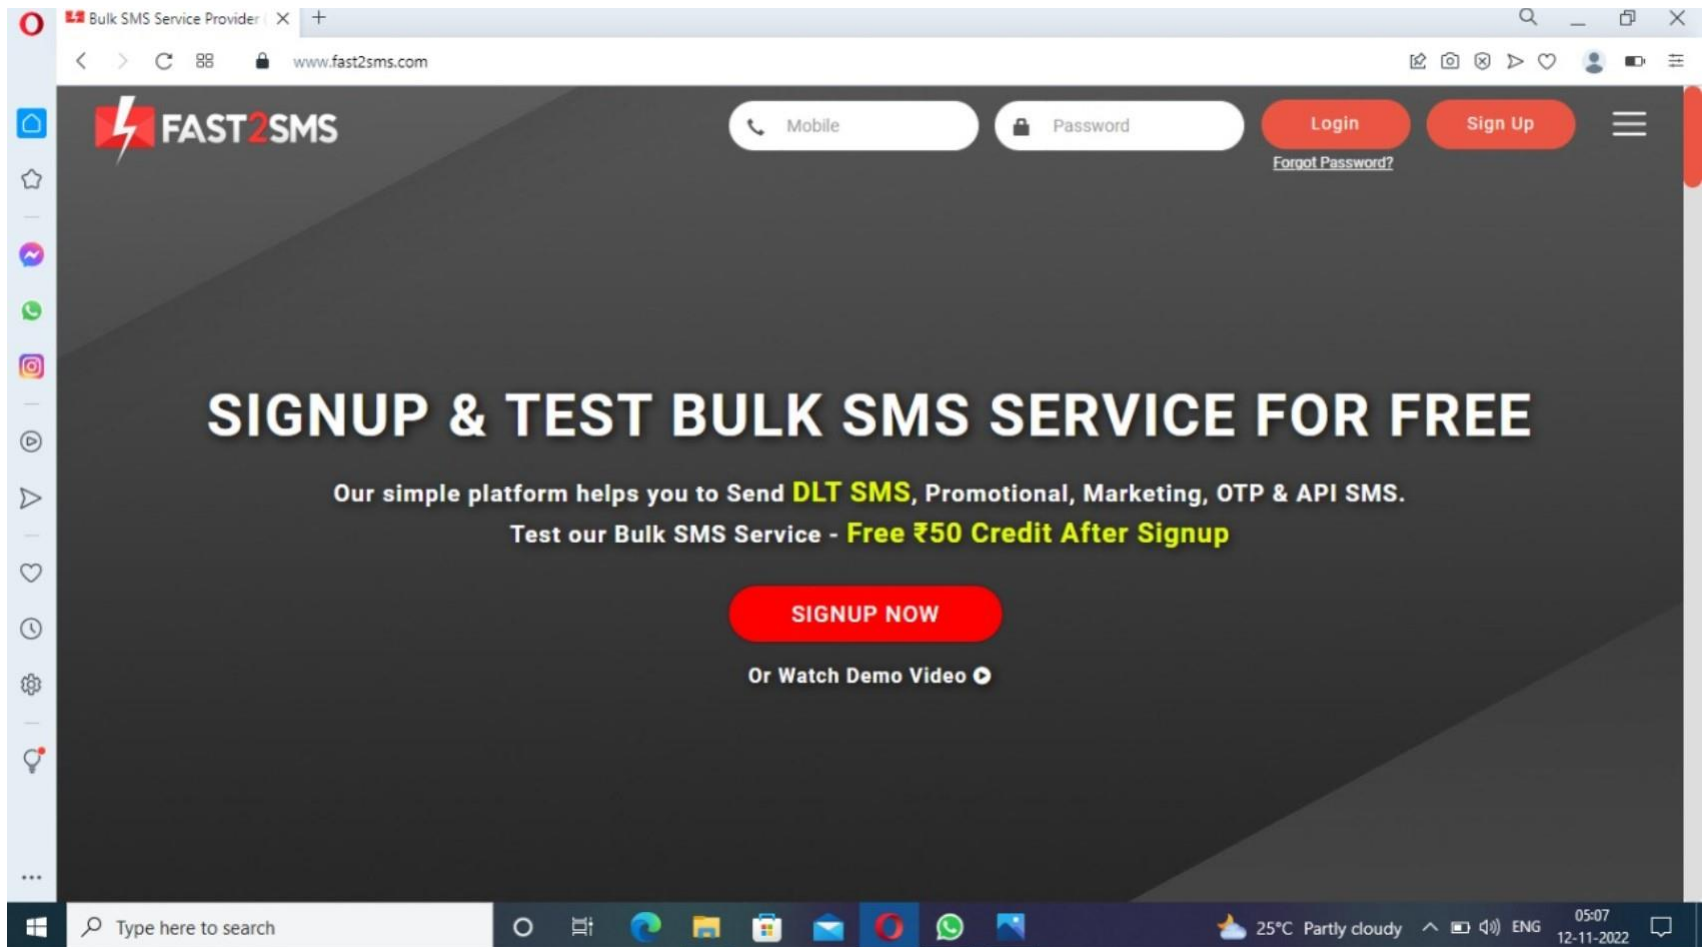 Bulk SMS Service Provider
www.fast2sms.com
FAST2SMS
Mobile
Password
Login
Sign Up
Forgot Password?
SIGNUP & TEST BULK SMS SERVICE FOR FREE
Our simple platform helps you to Send DLT SMS, Promotional, Marketing, OTP & API SMS.
Test our Bulk SMS Service - Free ₹50 Credit After Signup
SIGNUP NOW
Or Watch Demo Video
Type here to search
25°C Partly cloudy
ENG
05:07
12-11-2022